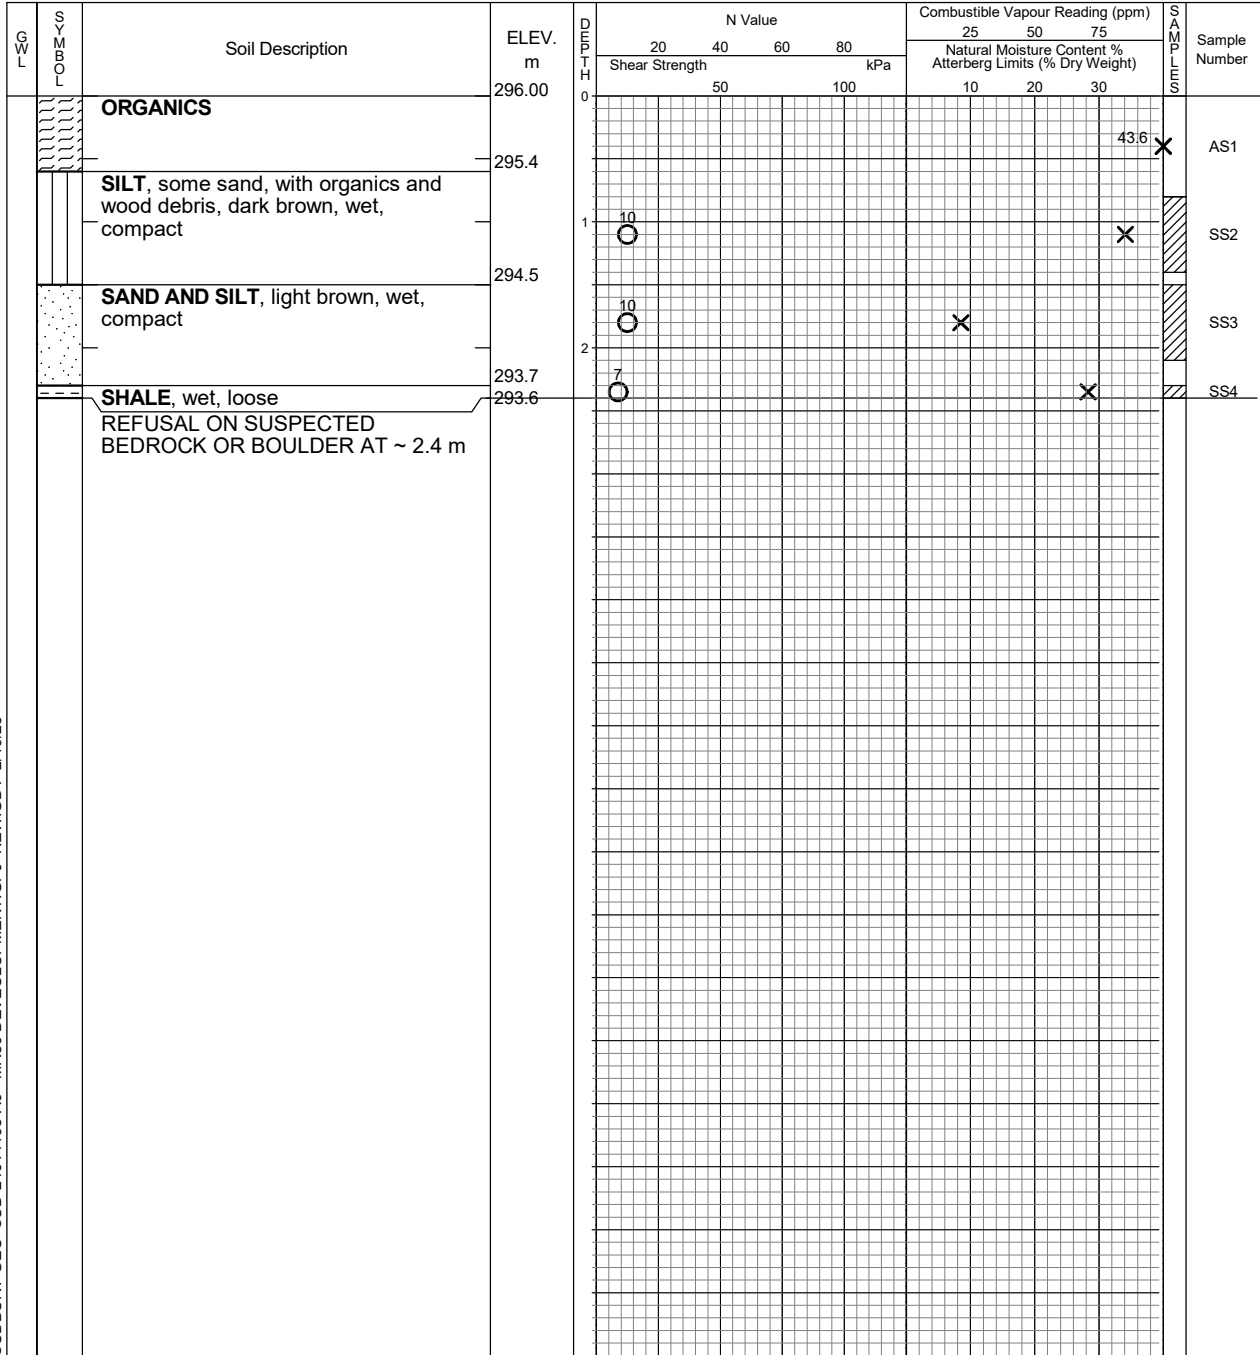 GWL
SYMBOL
Soil Description
ELEV.
m
DEPTH
N Value
20 40 60 80
Shear Strength kPa
50 100
Combustible Vapour Reading (ppm)
25 50 75
Natural Moisture Content %
Atterberg Limits (% Dry Weight)
10 20 30
SAMPLES
Sample
Number
296.00
0
ORGANICS
43.6
AS1
295.4
SILT, some sand, with organics and
wood debris, dark brown, wet,
compact
1
10
SS2
294.5
SAND AND SILT, light brown, wet,
compact
10
SS3
2
293.7
7
SHALE, wet, loose
293.6
SS4
REFUSAL ON SUSPECTED
BEDROCK OR BOULDER AT ~ 2.4 m